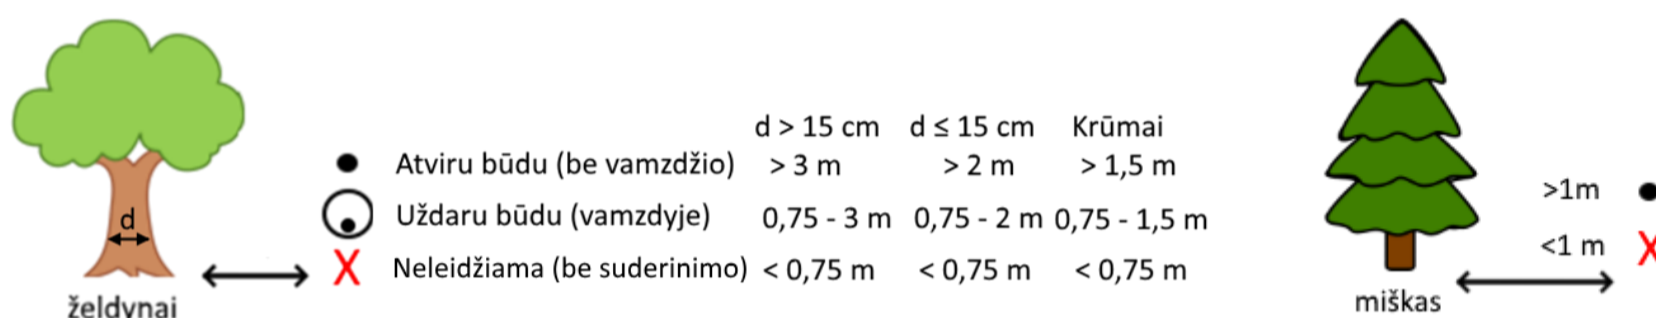 d > 15 cm d ≤ 15 cm Krūmai
Atviru būdu (be vamzdžio) > 3 m > 2 m > 1,5 m
Uždaru būdu (vamzdyje) 0,75 - 3 m 0,75 - 2 m 0,75 - 1,5 m
Neleidžiama (be suderinimo) < 0,75 m < 0,75 m < 0,75 m
d
X
želdynai
>1m
<1 m
X
miškas